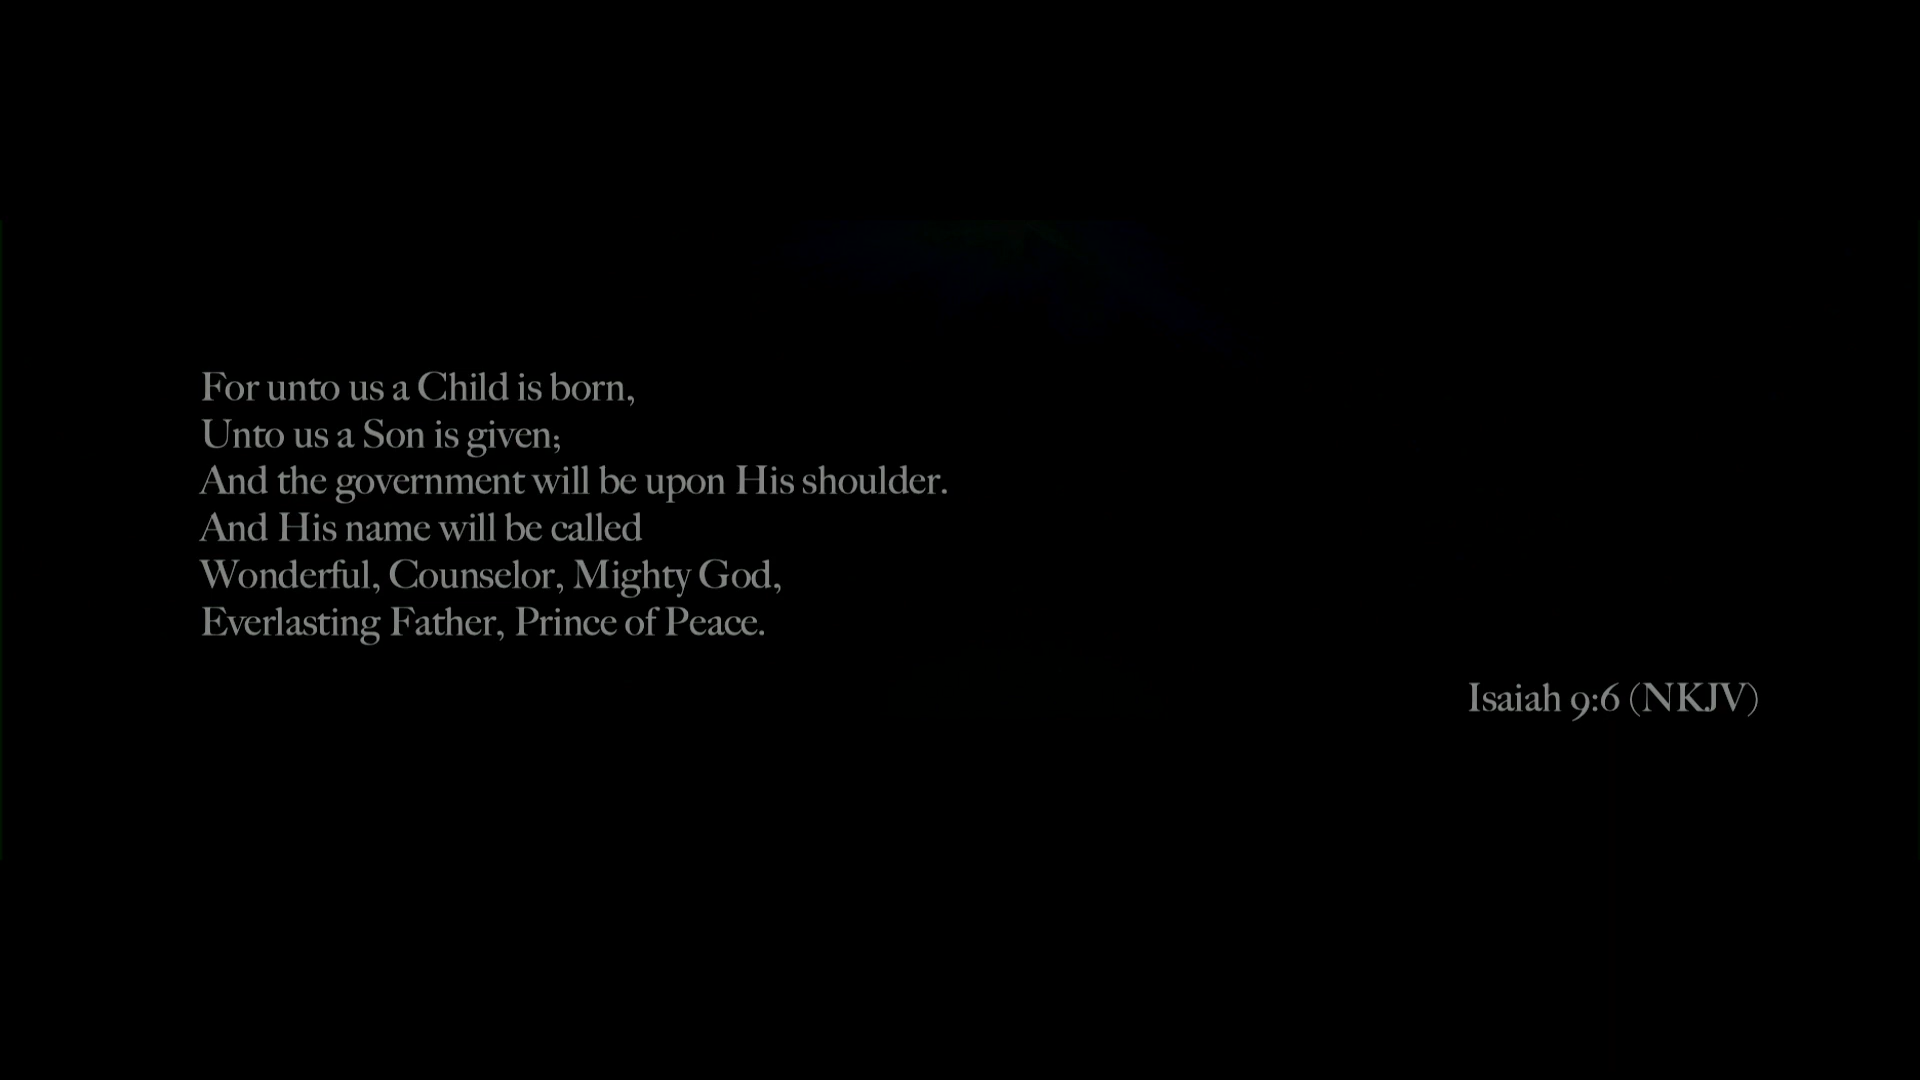 For unto us a Child is born,
Unto us a Son is given;
And the government will be upon His shoulder.
And His name will be called
Wonderful, Counselor, Mighty God,
Everlasting Father, Prince of Peace.
Isaiah 9:6 (NKJV)